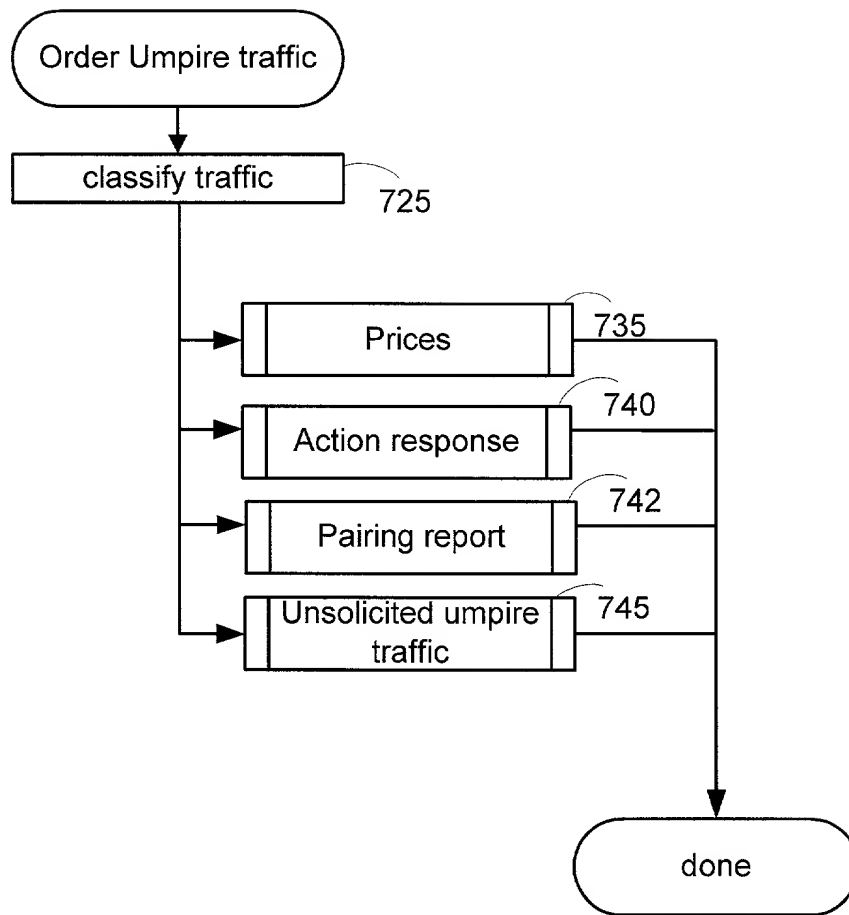 Order Umpire traffic
classify traffic
725
Prices
735
Action response
740
Pairing report
742
Unsolicited umpire
traffic
745
done